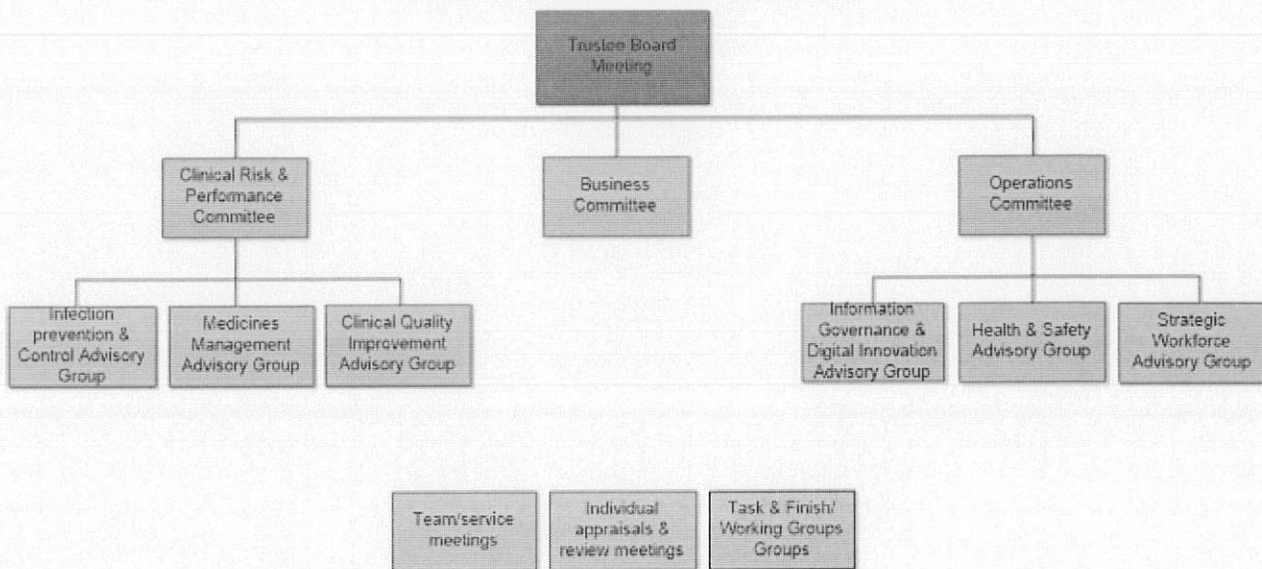 Trustee Board
Meeting
Clinical Risk &
Performance
Committee
Business
Committee
Operations
Committee
Infection
prevention &
Control Advisory
Group
Medicines
Management
Advisory Group
Clinical Quality
Improvement
Advisory Group
Information
Governance &
Digital Innovation
Advisory Group
Health & Safety
Advisory Group
Strategic
Workforce
Advisory Group
Team/service
meetings
Individual
appraisals &
review meetings
Task & Finish/
Working Groups
Groups